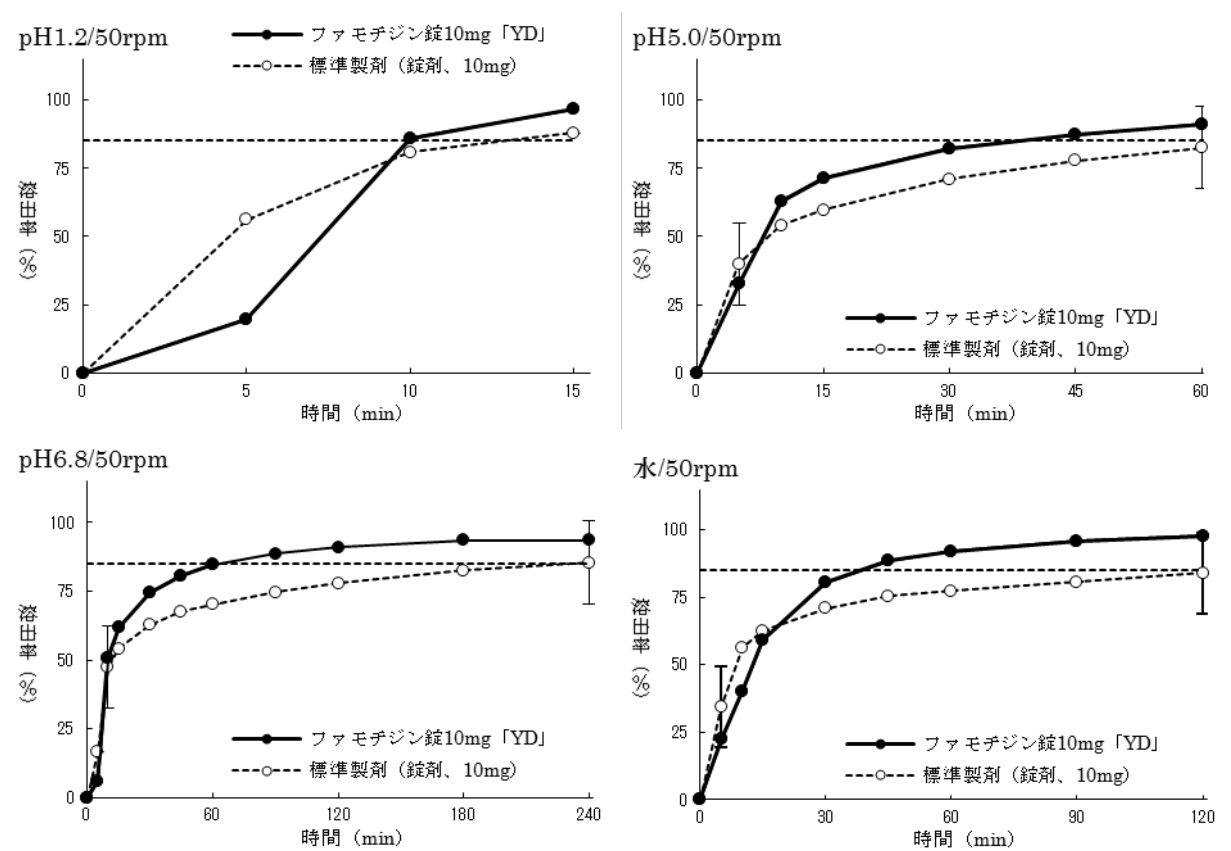 pH1.2/50rpm
ファモチジン錠10mg「YD」
標準製剤（錠剤、10mg）
100
75
50
25
0
溶出率（%）
0 5 10 15
時間（min）
pH5.0/50rpm
100
75
50
25
0
溶出率（%）
ファモチジン錠10mg「YD」
標準製剤（錠剤、10mg）
0 15 30 45 60
時間（min）
pH6.8/50rpm
100
75
50
25
0
溶出率（%）
ファモチジン錠10mg「YD」
標準製剤（錠剤、10mg）
0 60 120 180 240
時間（min）
水/50rpm
100
75
50
25
0
溶出率（%）
ファモチジン錠10mg「YD」
標準製剤（錠剤、10mg）
0 30 60 90 120
時間（min）